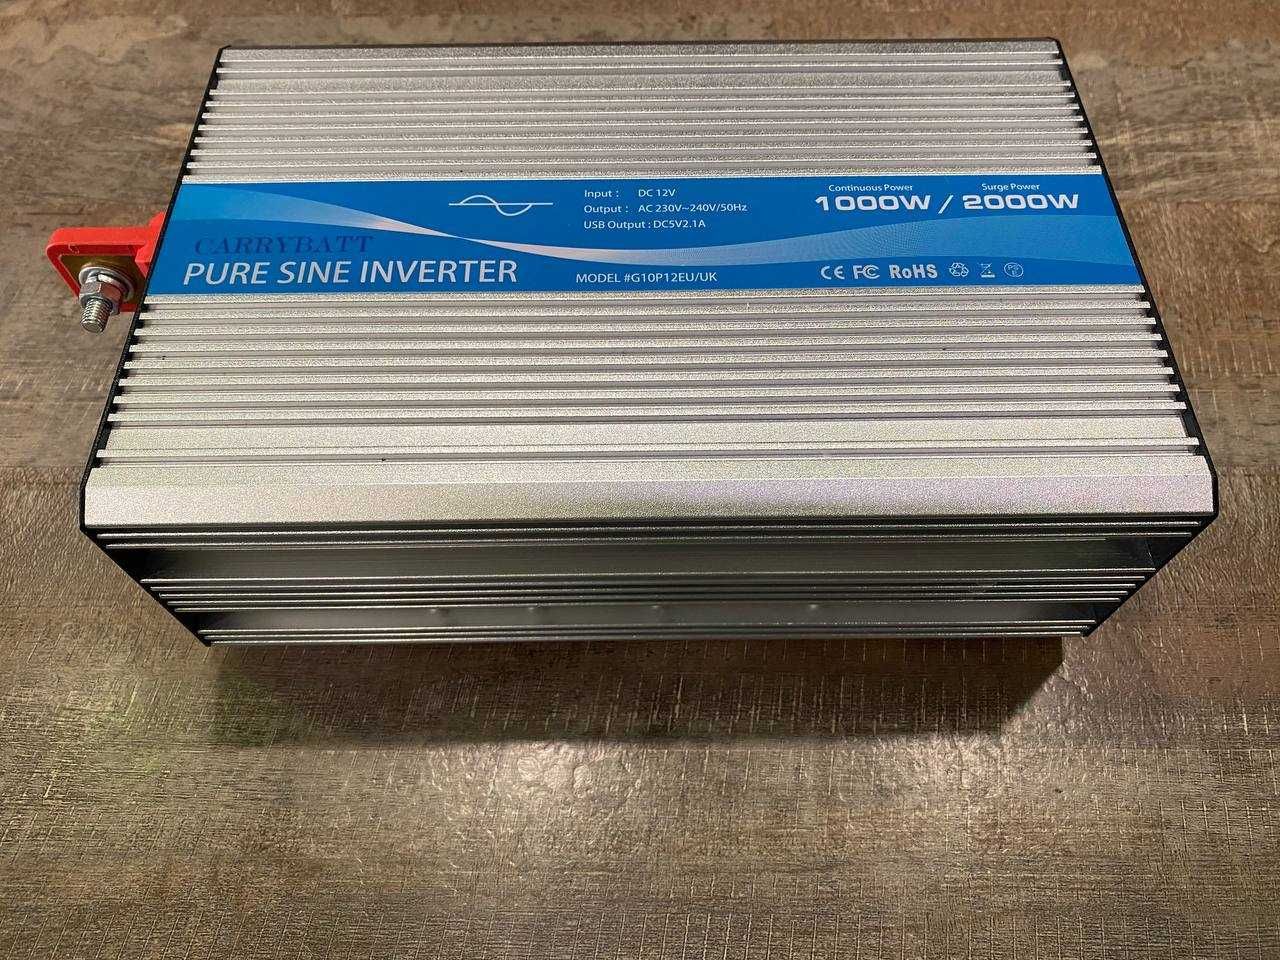 Input : DC 12V
Output : AC 230V~240V/50Hz
USB Output : DC5V2.1A
Continuous Power Surge Power
1000W / 2000W
CARRYBATT
PURE SINE INVERTER
MODEL #G10P12EU/UK
CE FC RoHS